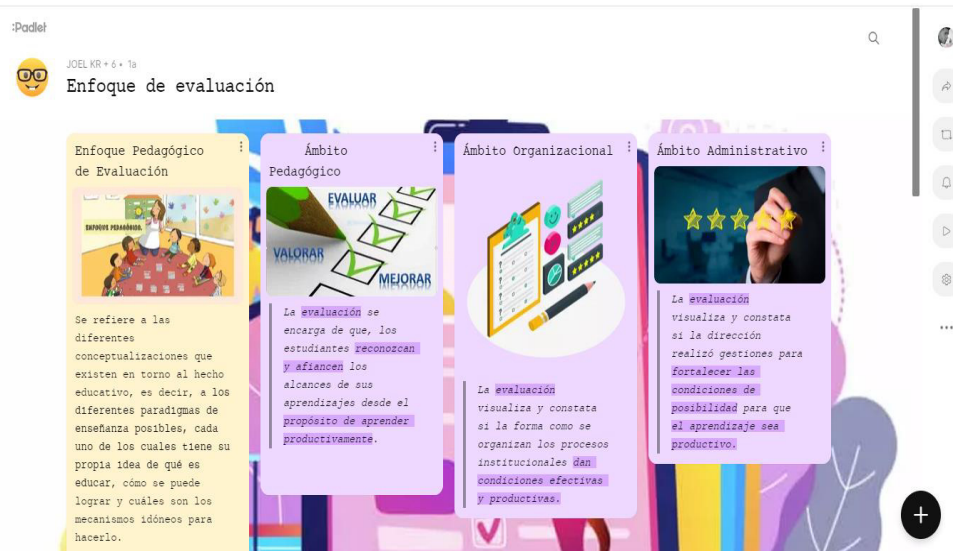 :Padlet
JOEL KR + 6 • 1a
Enfoque de evaluación
Enfoque Pedagógico
de Evaluación
ENFOQUE PEDAGÓGICO.
Se refiere a las
diferentes
conceptualizaciones que
existen en torno al hecho
educativo, es decir, a los
diferentes paradigmas de
enseñanza posibles, cada
uno de los cuales tiene su
propia idea de qué es
educar, cómo se puede
lograr y cuáles son los
mecanismos idóneos para
hacerlo.
Ámbito
Pedagógico
EVALUAR
VALORAR
MEJORAR
La evaluación se
encarga de que, los
estudiantes reconozcan
y afiancen los
alcances de sus
aprendizajes desde el
propósito de aprender
productivamente.
Ámbito Organizacional
La evaluación
visualiza y constata
si la forma como se
organizan los procesos
institucionales dan
condiciones efectivas
y productivas.
Ámbito Administrativo
La evaluación
visualiza y constata
si la dirección
realizó gestiones para
fortalecer las
condiciones de
posibilidad para que
el aprendizaje sea
productivo.